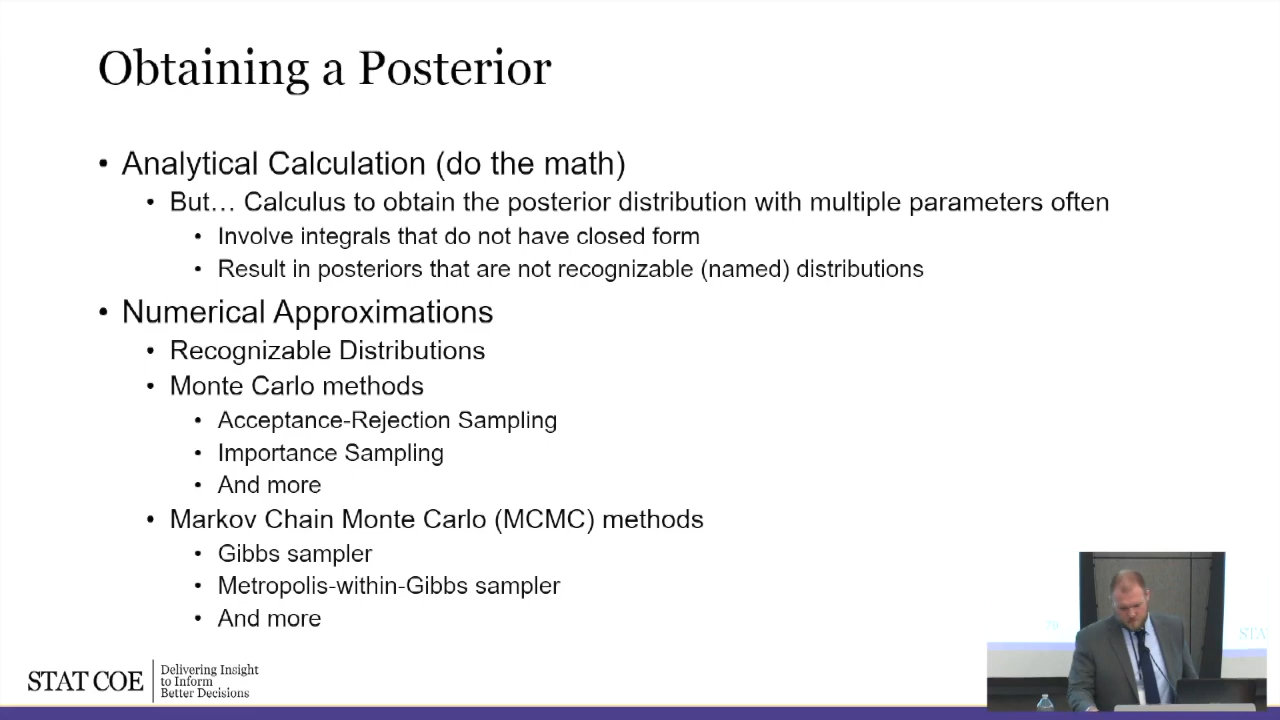 Obtaining a Posterior
• Analytical Calculation (do the math)
• But… Calculus to obtain the posterior distribution with multiple parameters often
• Involve integrals that do not have closed form
• Result in posteriors that are not recognizable (named) distributions
• Numerical Approximations
• Recognizable Distributions
• Monte Carlo methods
• Acceptance-Rejection Sampling
• Importance Sampling
• And more
• Markov Chain Monte Carlo (MCMC) methods
• Gibbs sampler
• Metropolis-within-Gibbs sampler
• And more
STAT COE
Delivering Insight
to Inform
Better Decisions